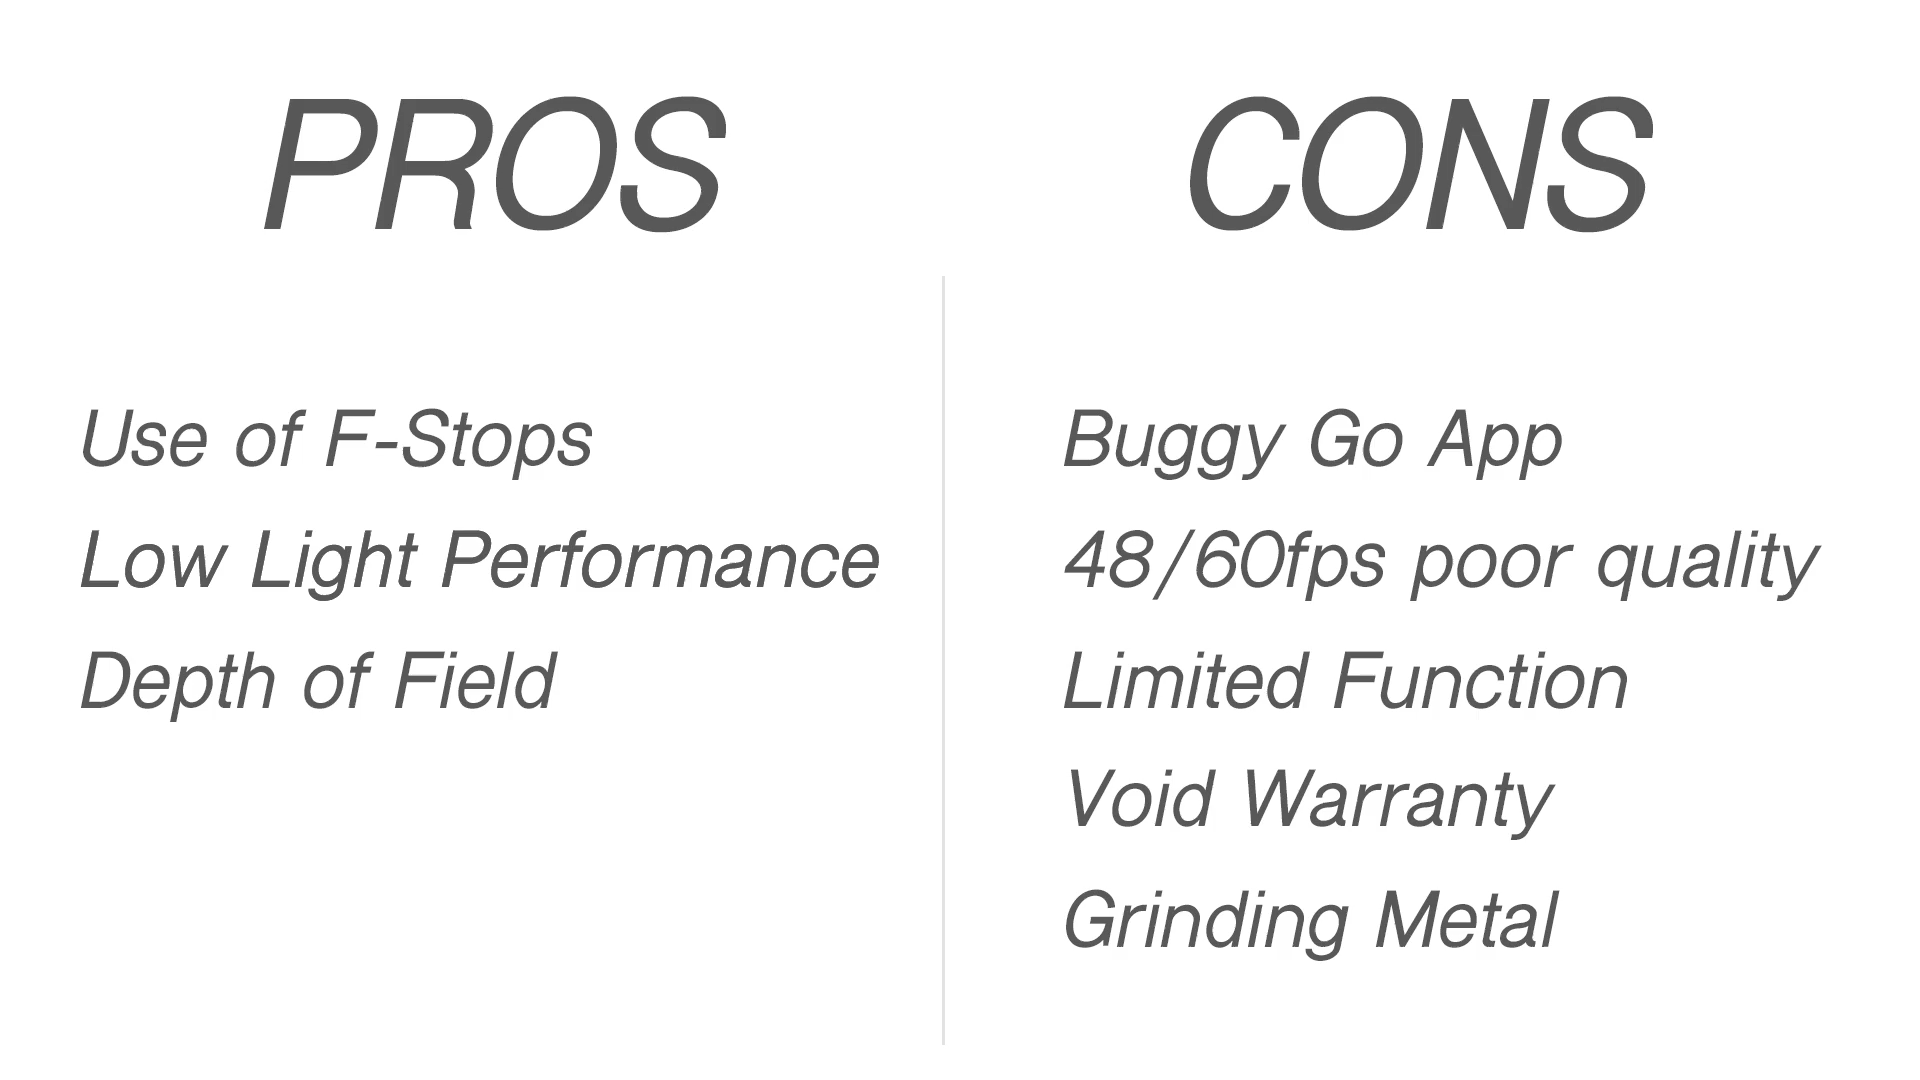 PROS
Use of F-Stops
Low Light Performance
Depth of Field
CONS
Buggy Go App
48/60fps poor quality
Limited Function
Void Warranty
Grinding Metal